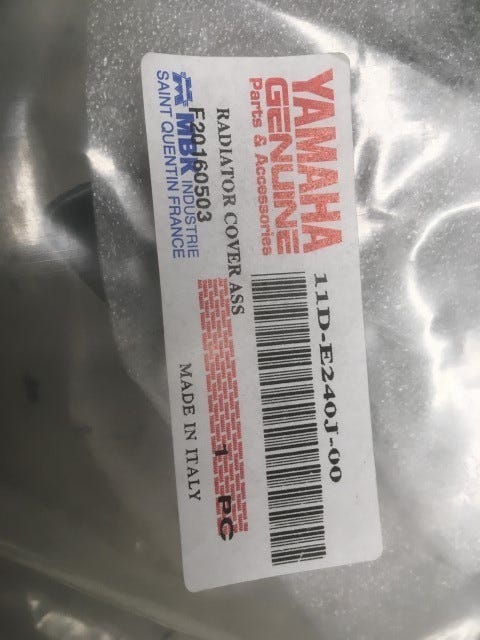 YAMAHA
GENUINE
Parts & Accessories
11D-E240J-00
RADIATOR COVER ASS
1 PC
F20160503
MBK INDUSTRIE
SAINT QUENTIN FRANCE
MADE IN ITALY